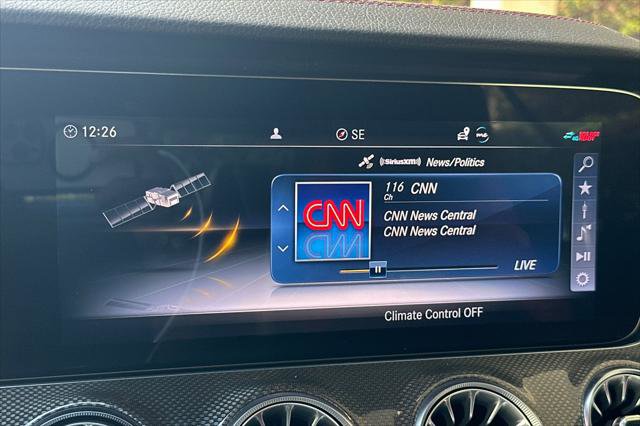 12:26
SE
me
((SiriusXM)) News/Politics
116 CNN
Ch
CNN
CNN News Central
CNN News Central
LIVE
Climate Control OFF